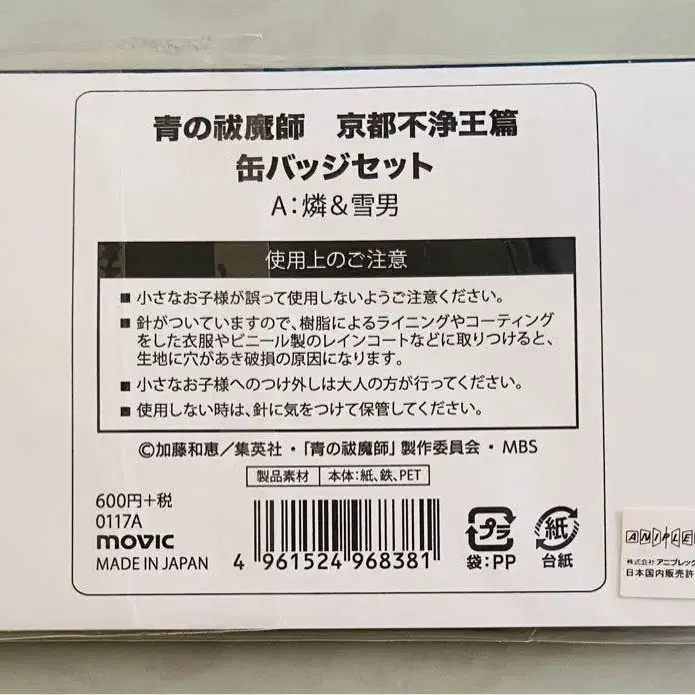 青の祓魔師 京都不浄王篇
缶バッジセット
A：燐＆雪男
使用上のご注意
■ 小さなお子様が誤って使用しないようご注意ください。
■ 針がついていますので、樹脂によるライニングやコーティング
をした衣服やビニール製のレインコートなどに取りつけると、
生地に穴があき破損の原因になります。
■ 小さなお子様へのつけ外しは大人の方が行ってください。
■ 使用しない時は、針に気をつけて保管してください。
©加藤和恵／集英社・「青の祓魔師」製作委員会・MBS
製品素材 本体：紙、鉄、PET
600円＋税
0117A
movic
MADE IN JAPAN
4 961524 968381
プラ
袋：PP
紙
台紙
ANIPLE
株式会社アニプレック
日本国内販売許